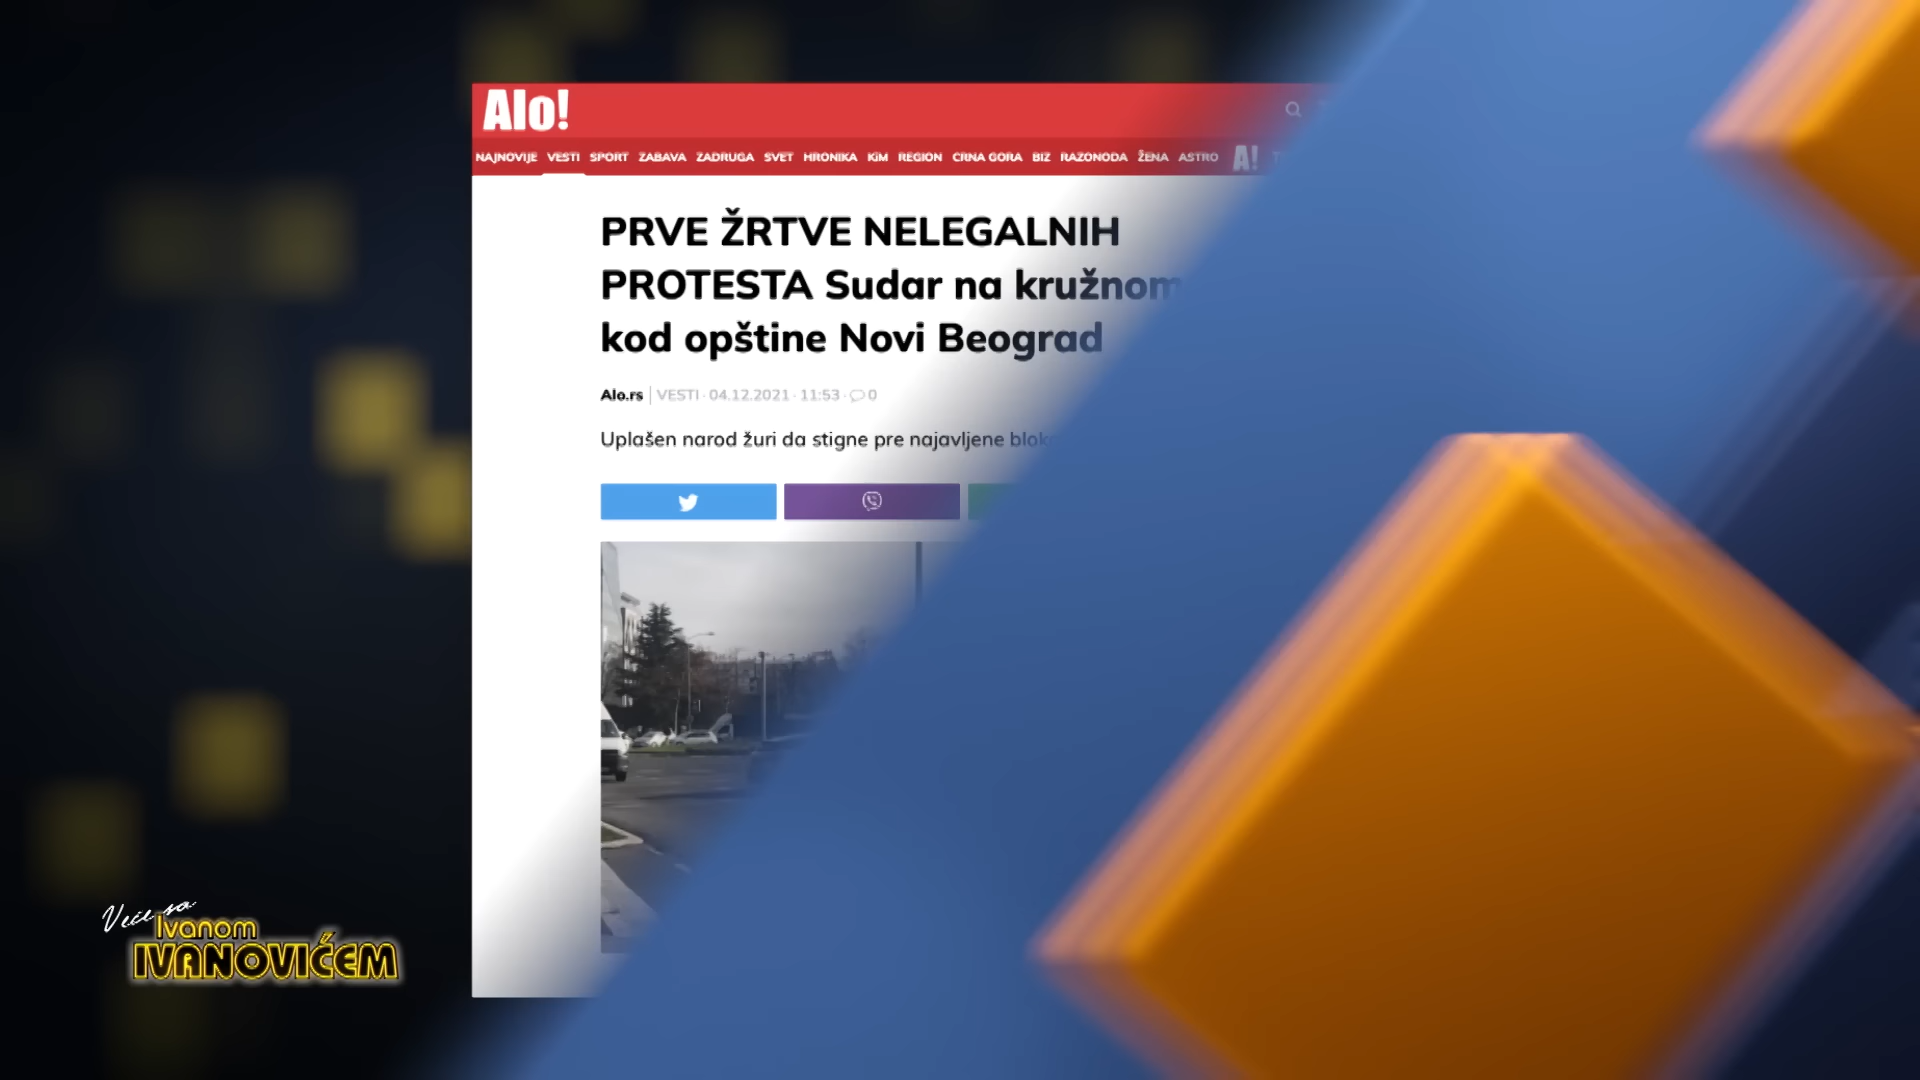 Alo!
NAJNOVIJE VESTI SPORT ZABAVA ZADRUGA SVET HRONIKA KiM REGION CRNA GORA BIZ RAZONODA ŽENA ASTRO A!
PRVE ŽRTVE NELEGALNIH
PROTESTA Sudar na kružnom
kod opštine Novi Beograd
Alo.rs VESTI · 04.12.2021 · 11:53 · 0
Uplašen narod žuri da stigne pre najavljene
Veče sa
Ivanom
IVANOVIĆEM